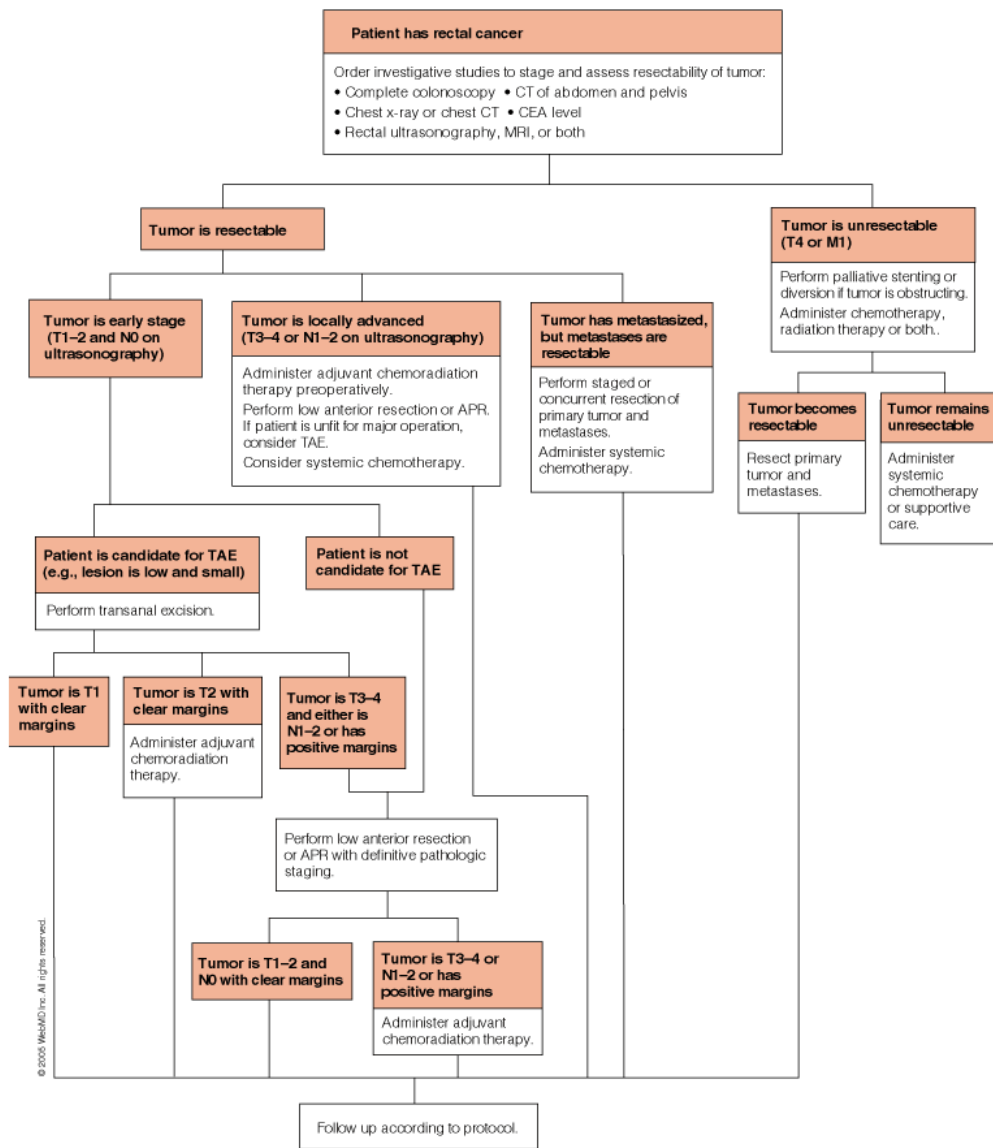 Patient has rectal cancer
Order investigative studies to stage and assess resectability of tumor:
• Complete colonoscopy • CT of abdomen and pelvis
• Chest x-ray or chest CT • CEA level
• Rectal ultrasonography, MRI, or both
Tumor is resectable
Tumor is unresectable
(T4 or M1)
Perform palliative stenting or
diversion if tumor is obstructing.
Administer chemotherapy,
radiation therapy or both..
Tumor is early stage
(T1–2 and N0 on
ultrasonography)
Tumor is locally advanced
(T3–4 or N1–2 on ultrasonography)
Administer adjuvant chemoradiation
therapy preoperatively.
Perform low anterior resection or APR.
If patient is unfit for major operation,
consider TAE.
Consider systemic chemotherapy.
Tumor has metastasized,
but metastases are
resectable
Perform staged or
concurrent resection of
primary tumor and
metastases.
Administer systemic
chemotherapy.
Tumor becomes
resectable
Resect primary
tumor and
metastases.
Tumor remains
unresectable
Administer
systemic
chemotherapy
or supportive
care.
Patient is candidate for TAE
(e.g., lesion is low and small)
Perform transanal excision.
Patient is not
candidate for TAE
Tumor is T1
with clear
margins
Tumor is T2 with
clear margins
Administer adjuvant
chemoradiation
therapy.
Tumor is T3–4
and either is
N1–2 or has
positive margins
Perform low anterior resection
or APR with definitive pathologic
staging.
Tumor is T1–2 and
N0 with clear margins
Tumor is T3–4 or
N1–2 or has
positive margins
Administer adjuvant
chemoradiation therapy.
Follow up according to protocol.
© 2005 WebMD Inc. All rights reserved.